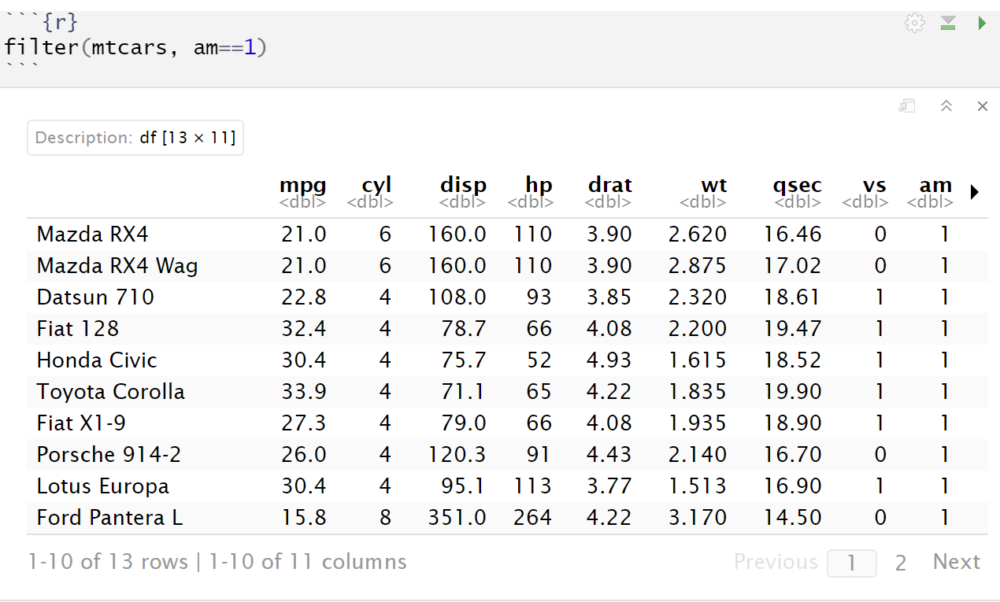 ```{r}
filter(mtcars, am==1)
```
Description: df [13 × 11]
mpg cyl disp hp drat wt qsec vs am
<dbl> <dbl> <dbl> <dbl> <dbl> <dbl> <dbl> <dbl> <dbl>
Mazda RX4 21.0 6 160.0 110 3.90 2.620 16.46 0 1
Mazda RX4 Wag 21.0 6 160.0 110 3.90 2.875 17.02 0 1
Datsun 710 22.8 4 108.0 93 3.85 2.320 18.61 1 1
Fiat 128 32.4 4 78.7 66 4.08 2.200 19.47 1 1
Honda Civic 30.4 4 75.7 52 4.93 1.615 18.52 1 1
Toyota Corolla 33.9 4 71.1 65 4.22 1.835 19.90 1 1
Fiat X1-9 27.3 4 79.0 66 4.08 1.935 18.90 1 1
Porsche 914-2 26.0 4 120.3 91 4.43 2.140 16.70 0 1
Lotus Europa 30.4 4 95.1 113 3.77 1.513 16.90 1 1
Ford Pantera L 15.8 8 351.0 264 4.22 3.170 14.50 0 1
1-10 of 13 rows | 1-10 of 11 columns Previous 1 2 Next